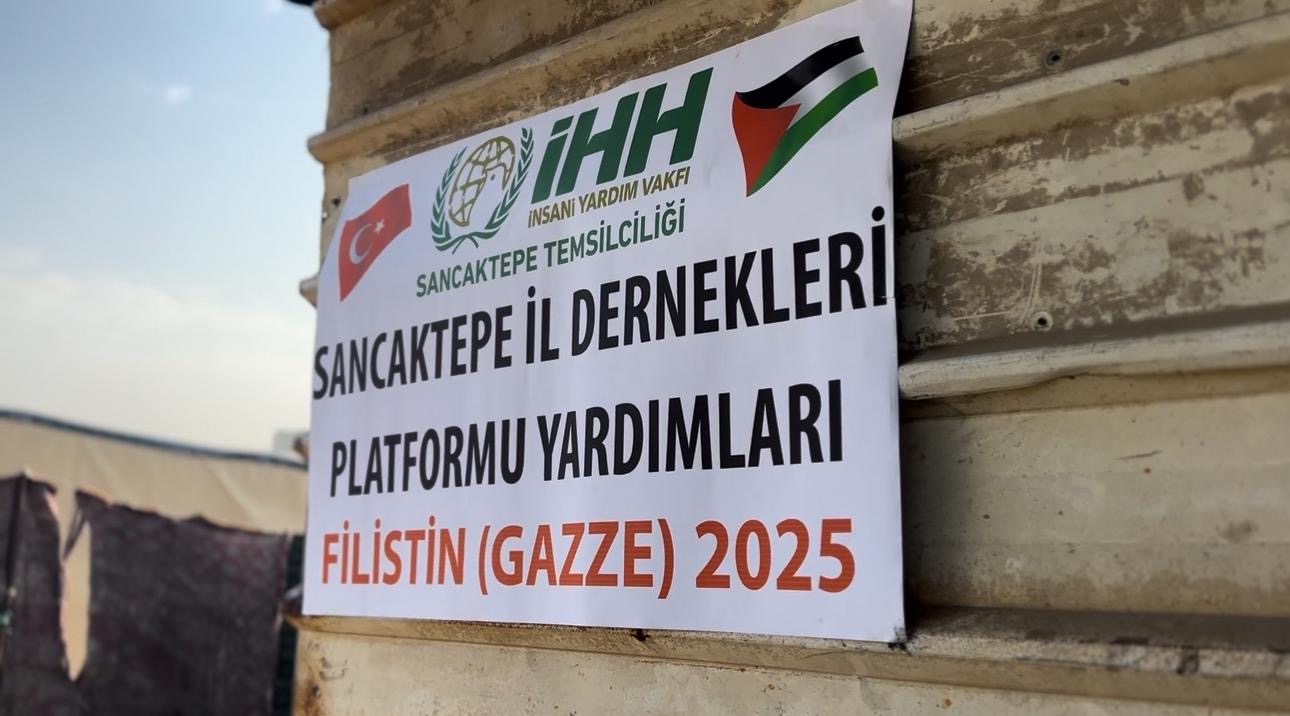 İHH
İNSANİ YARDIM VAKFI
SANCAKTEPE TEMSİLCİLİĞİ
SANCAKTEPE İL DERNEKLERİ
PLATFORMU YARDIMLARI
FİLİSTİN (GAZZE) 2025